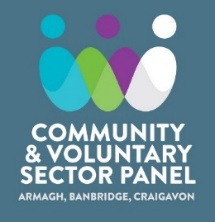 COMMUNITY
& VOLUNTARY
SECTOR PANEL
ARMAGH, BANBRIDGE, CRAIGAVON